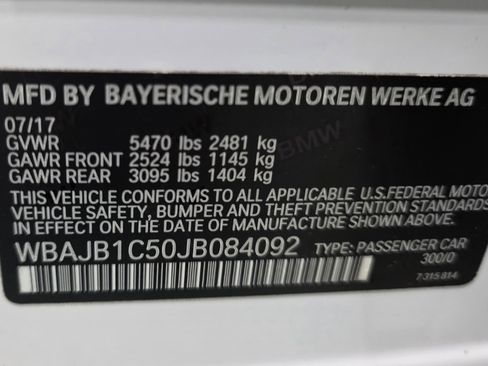 MFD BY BAYERISCHE MOTOREN WERKE AG
07/17
GVWR 5470 lbs 2481 kg
GAWR FRONT 2524 lbs 1145 kg
GAWR REAR 3095 lbs 1404 kg
THIS VEHICLE CONFORMS TO ALL APPLICABLE U.S.FEDERAL MOTO
VEHICLE SAFETY, BUMPER AND THEFT PREVENTION STANDARDS
IN EFFECT ON THE DATE OF MANUFACTURE SHOWN ABOVE.
WBAJB1C50JB084092 TYPE: PASSENGER CAR
300/0
7 315 814
BMW